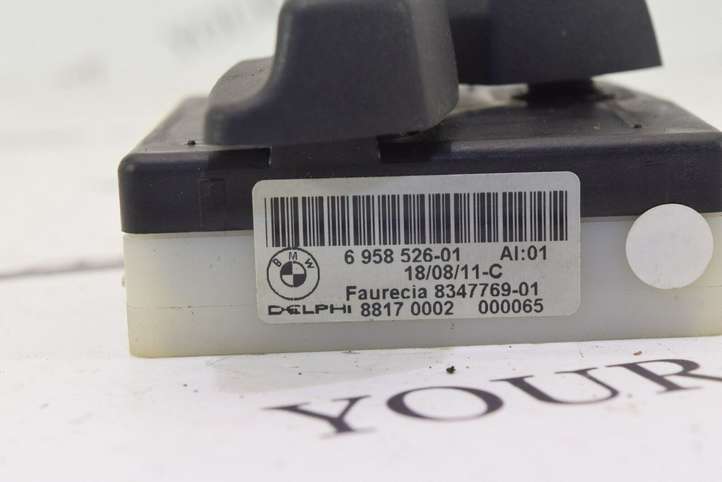 BMW
6 958 526-01 AI:01
18/08/11-C
Faurecia 8347769-01
DELPHI 8817 0002 000065
YOUR